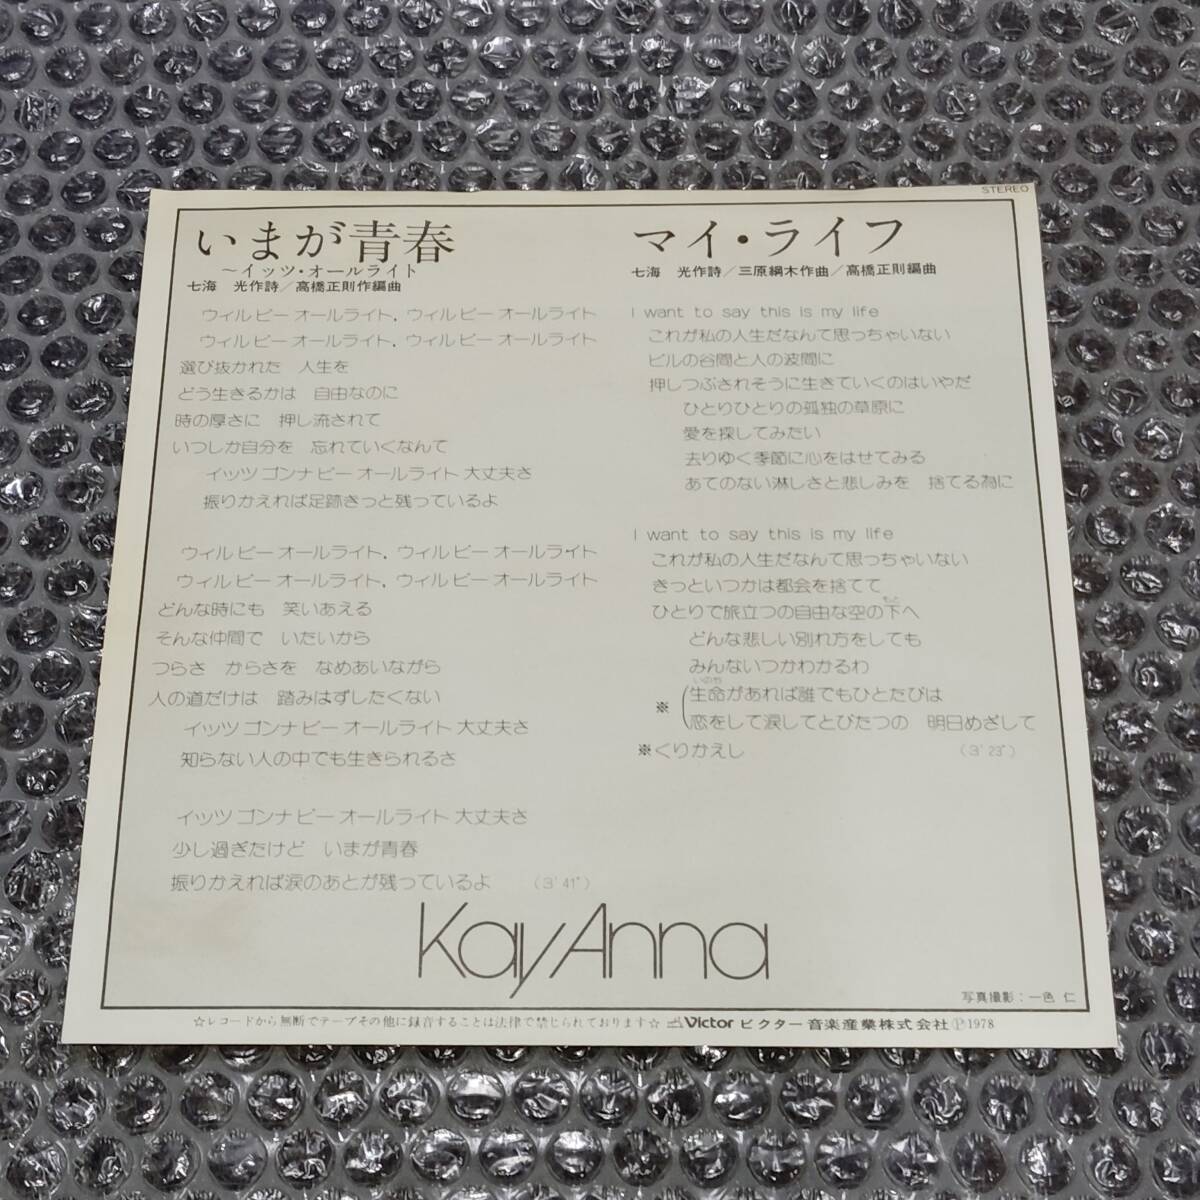 STEREO
いまが青春
～イッツ・オールライト
七海　光作詩／高橋正則作編曲
ウィル ビー オールライト，ウィル ビー オールライト
ウィル ビー オールライト，ウィル ビー オールライト
選び抜かれた　人生を
どう生きるかは　自由なのに
時の厚さに　押し流されて
いつしか自分を　忘れていくなんて
イッツ ゴンナ ビー オールライト 大丈夫さ
振りかえれば足跡きっと残っているよ
ウィル ビー オールライト，ウィル ビー オールライト
ウィル ビー オールライト，ウィル ビー オールライト
どんな時にも　笑いあえる
そんな仲間で　いたいから
つらさ　からさを　なめあいながら
人の道だけは　踏みはずしたくない
イッツ ゴンナ ビー オールライト 大丈夫さ
知らない人の中でも生きられるさ
イッツ ゴンナ ビー オールライト 大丈夫さ
少し過ぎたけど　いまが青春
振りかえれば涙のあとが残っているよ　（3′41″）
マイ・ライフ
七海　光作詩／三原綱木作曲／高橋正則編曲
I want to say this is my life
これが私の人生だなんて思っちゃいない
ビルの谷間と人の波間に
押しつぶされそうに生きていくのはいやだ
ひとりひとりの孤独の草原に
愛を探してみたい
去りゆく季節に心をはせてみる
あてのない淋しさと悲しみを　捨てる為に
I want to say this is my life
これが私の人生だなんて思っちゃいない
きっといつかは都会を捨てて
ひとりで旅立つの自由な空の下へ
どんな悲しい別れ方をしても
みんないつかわかるわ
いのち
※（生命があれば誰でもひとたびは
恋をして涙してとびたつの　明日めざして
※くりかえし　（3′23″）
Kay Anna
写真撮影：一色　仁
☆レコードから無断でテープその他に録音することは法律で禁じられております☆ Victor ビクター音楽産業株式会社 Ⓟ1978